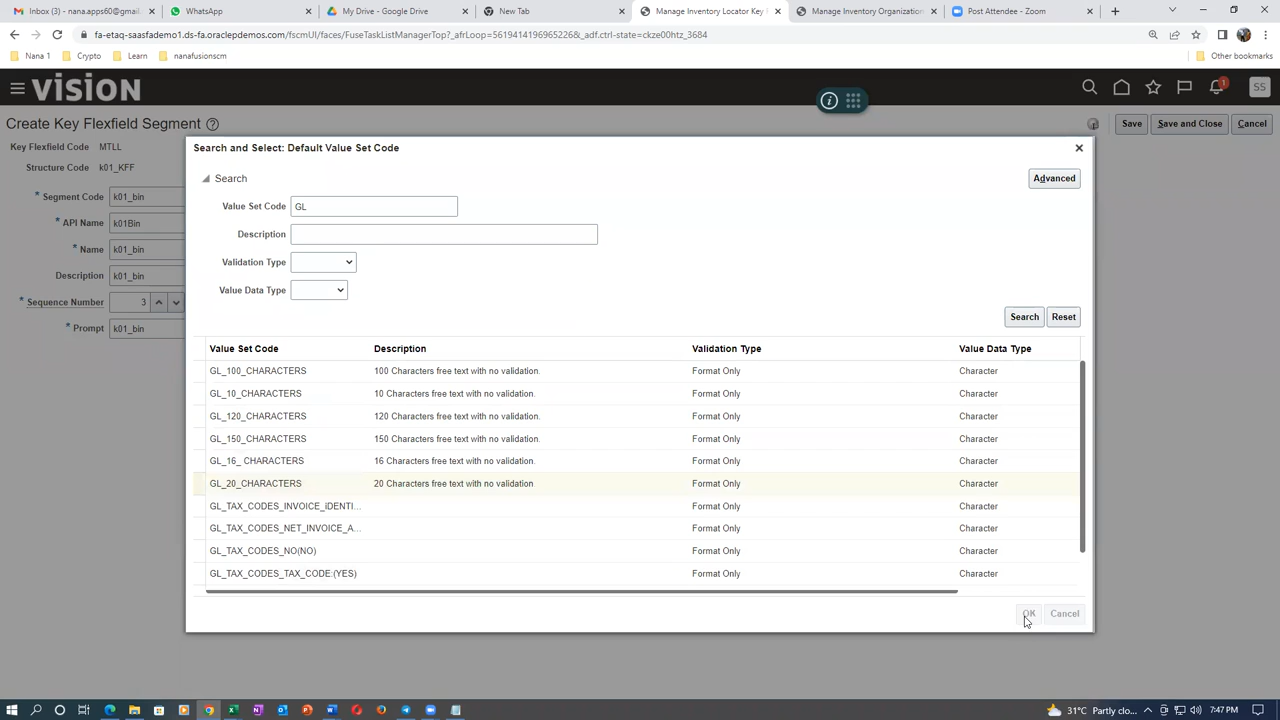 Inbox (3) - nana.apps60@gmail.
WhatsApp
My Drive - Google Drive
New Tab
Manage Inventory Locator Key
Manage Inventory Organization
Post Attendee - Zoom
fa-etaq-saasfademo1.ds-fa.oraclepdemos.com/fscmUI/faces/FuseTaskListManagerTop?_afrLoop=56194141969652​26&_adf.ctrl-state=ckze00htz_3684
Nana 1
Crypto
Learn
nanafusionscm
Other bookmarks
VISION
1
SS
Create Key Flexfield Segment
Save
Save and Close
Cancel
Key Flexfield Code MTLL
Structure Code k01_KFF
* Segment Code k01_bin
* API Name k01Bin
* Name k01_bin
Description k01_bin
* Sequence Number 3
* Prompt k01_bin
Search and Select: Default Value Set Code
Search
Advanced
Value Set Code GL
Description
Validation Type
Value Data Type
Search Reset
Value Set Code Description Validation Type Value Data Type
GL_100_CHARACTERS 100 Characters free text with no validation. Format Only Character
GL_10_CHARACTERS 10 Characters free text with no validation. Format Only Character
GL_120_CHARACTERS 120 Characters free text with no validation. Format Only Character
GL_150_CHARACTERS 150 Characters free text with no validation. Format Only Character
GL_16_ CHARACTERS 16 Characters free text with no validation. Format Only Character
GL_20_CHARACTERS 20 Characters free text with no validation Format Only Character
GL_TAX_CODES_INVOICE_iDENTI... Format Only Character
GL_TAX_CODES_NET_INVOICE_A... Format Only Character
GL_TAX_CODES_NO(NO) Format Only Character
GL_TAX_CODES_TAX_CODE:(YES) Format Only Character
OK Cancel
31°C Partly clo...
7:47 PM